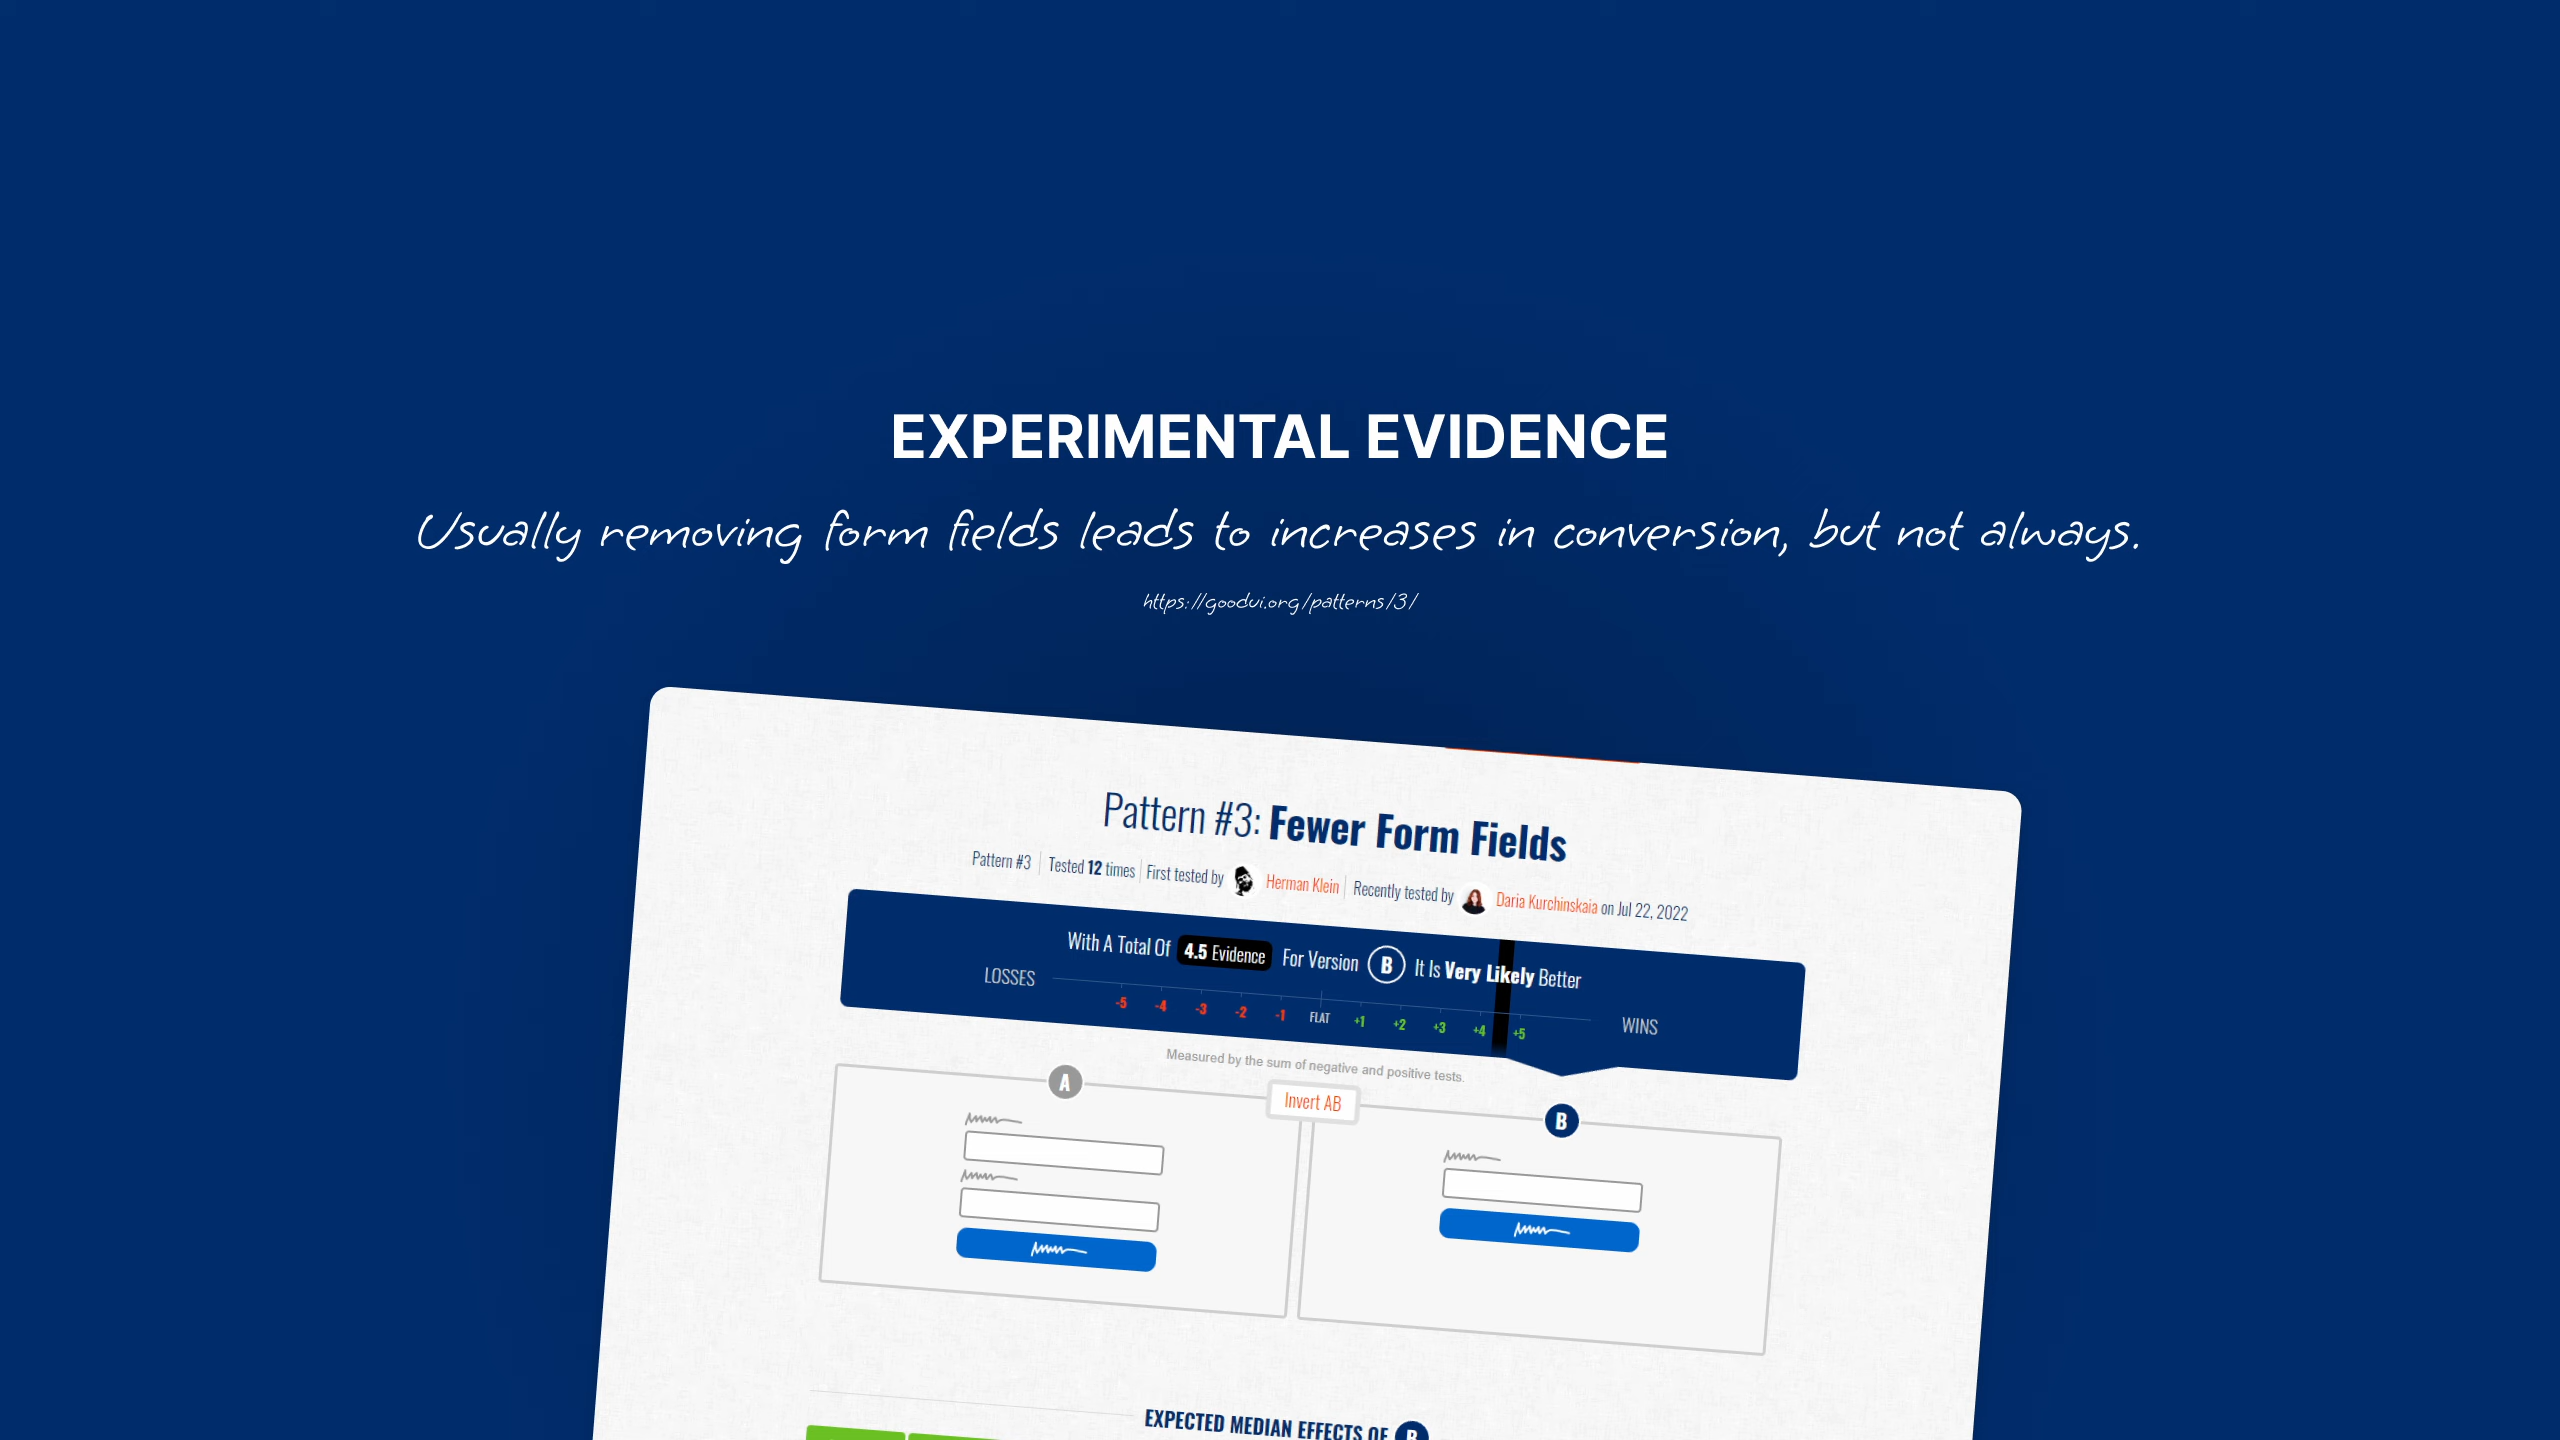 EXPERIMENTAL EVIDENCE
Usually removing form fields leads to increases in conversion, but not always.
https://goodui.org/patterns/3/
Pattern #3: Fewer Form Fields
Pattern #3 | Tested 12 times | First tested by Herman Klein | Recently tested by Daria Kurchinskaia on Jul 22, 2022
With A Total Of 4.5 Evidence For Version B It Is Very Likely Better
LOSSES -5 -4 -3 -2 -1 FLAT +1 +2 +3 +4 +5 WINS
Measured by the sum of negative and positive tests.
A Invert AB B
EXPECTED MEDIAN EFFECTS OF B